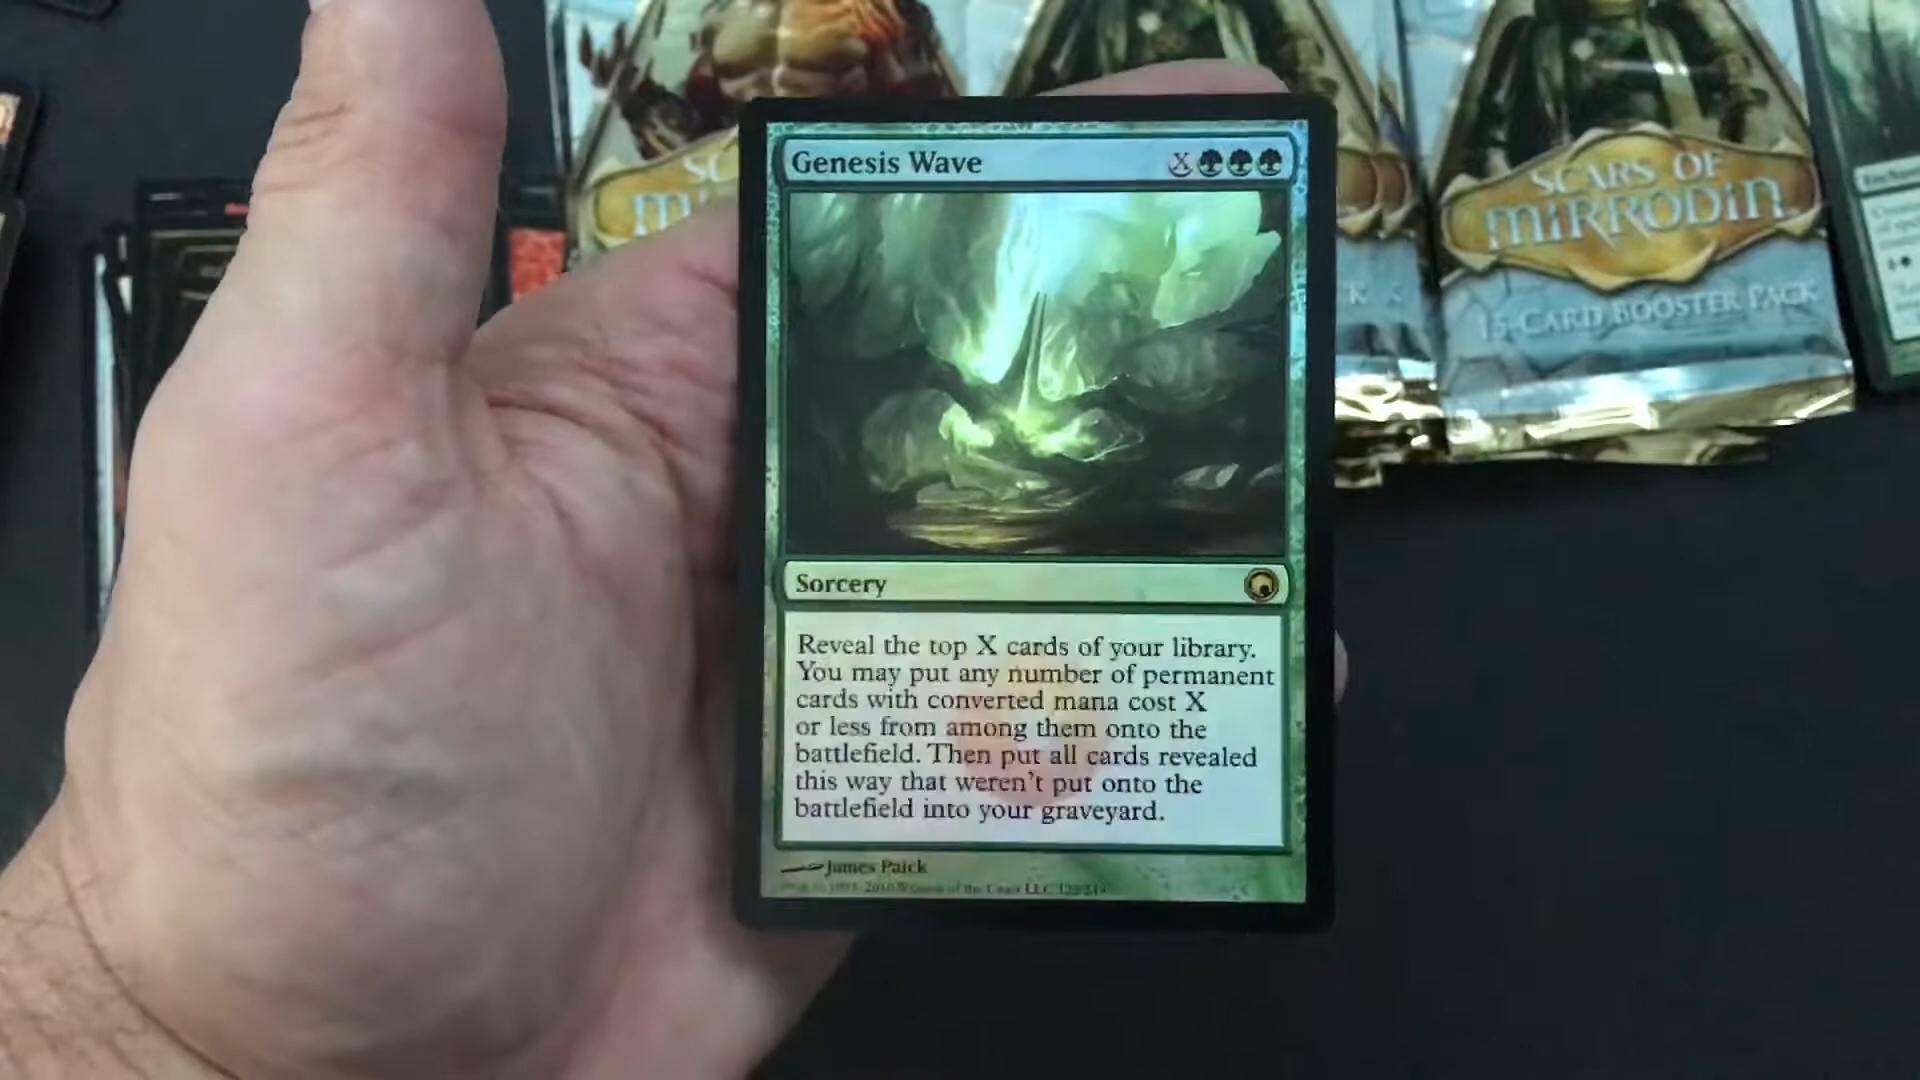 SCARS OF
MIRRODIN
15-CARD BOOSTER PACK
Genesis Wave X
Sorcery
Reveal the top X cards of your library.
You may put any number of permanent
cards with converted mana cost X
or less from among them onto the
battlefield. Then put all cards revealed
this way that weren't put onto the
battlefield into your graveyard.
James Paick